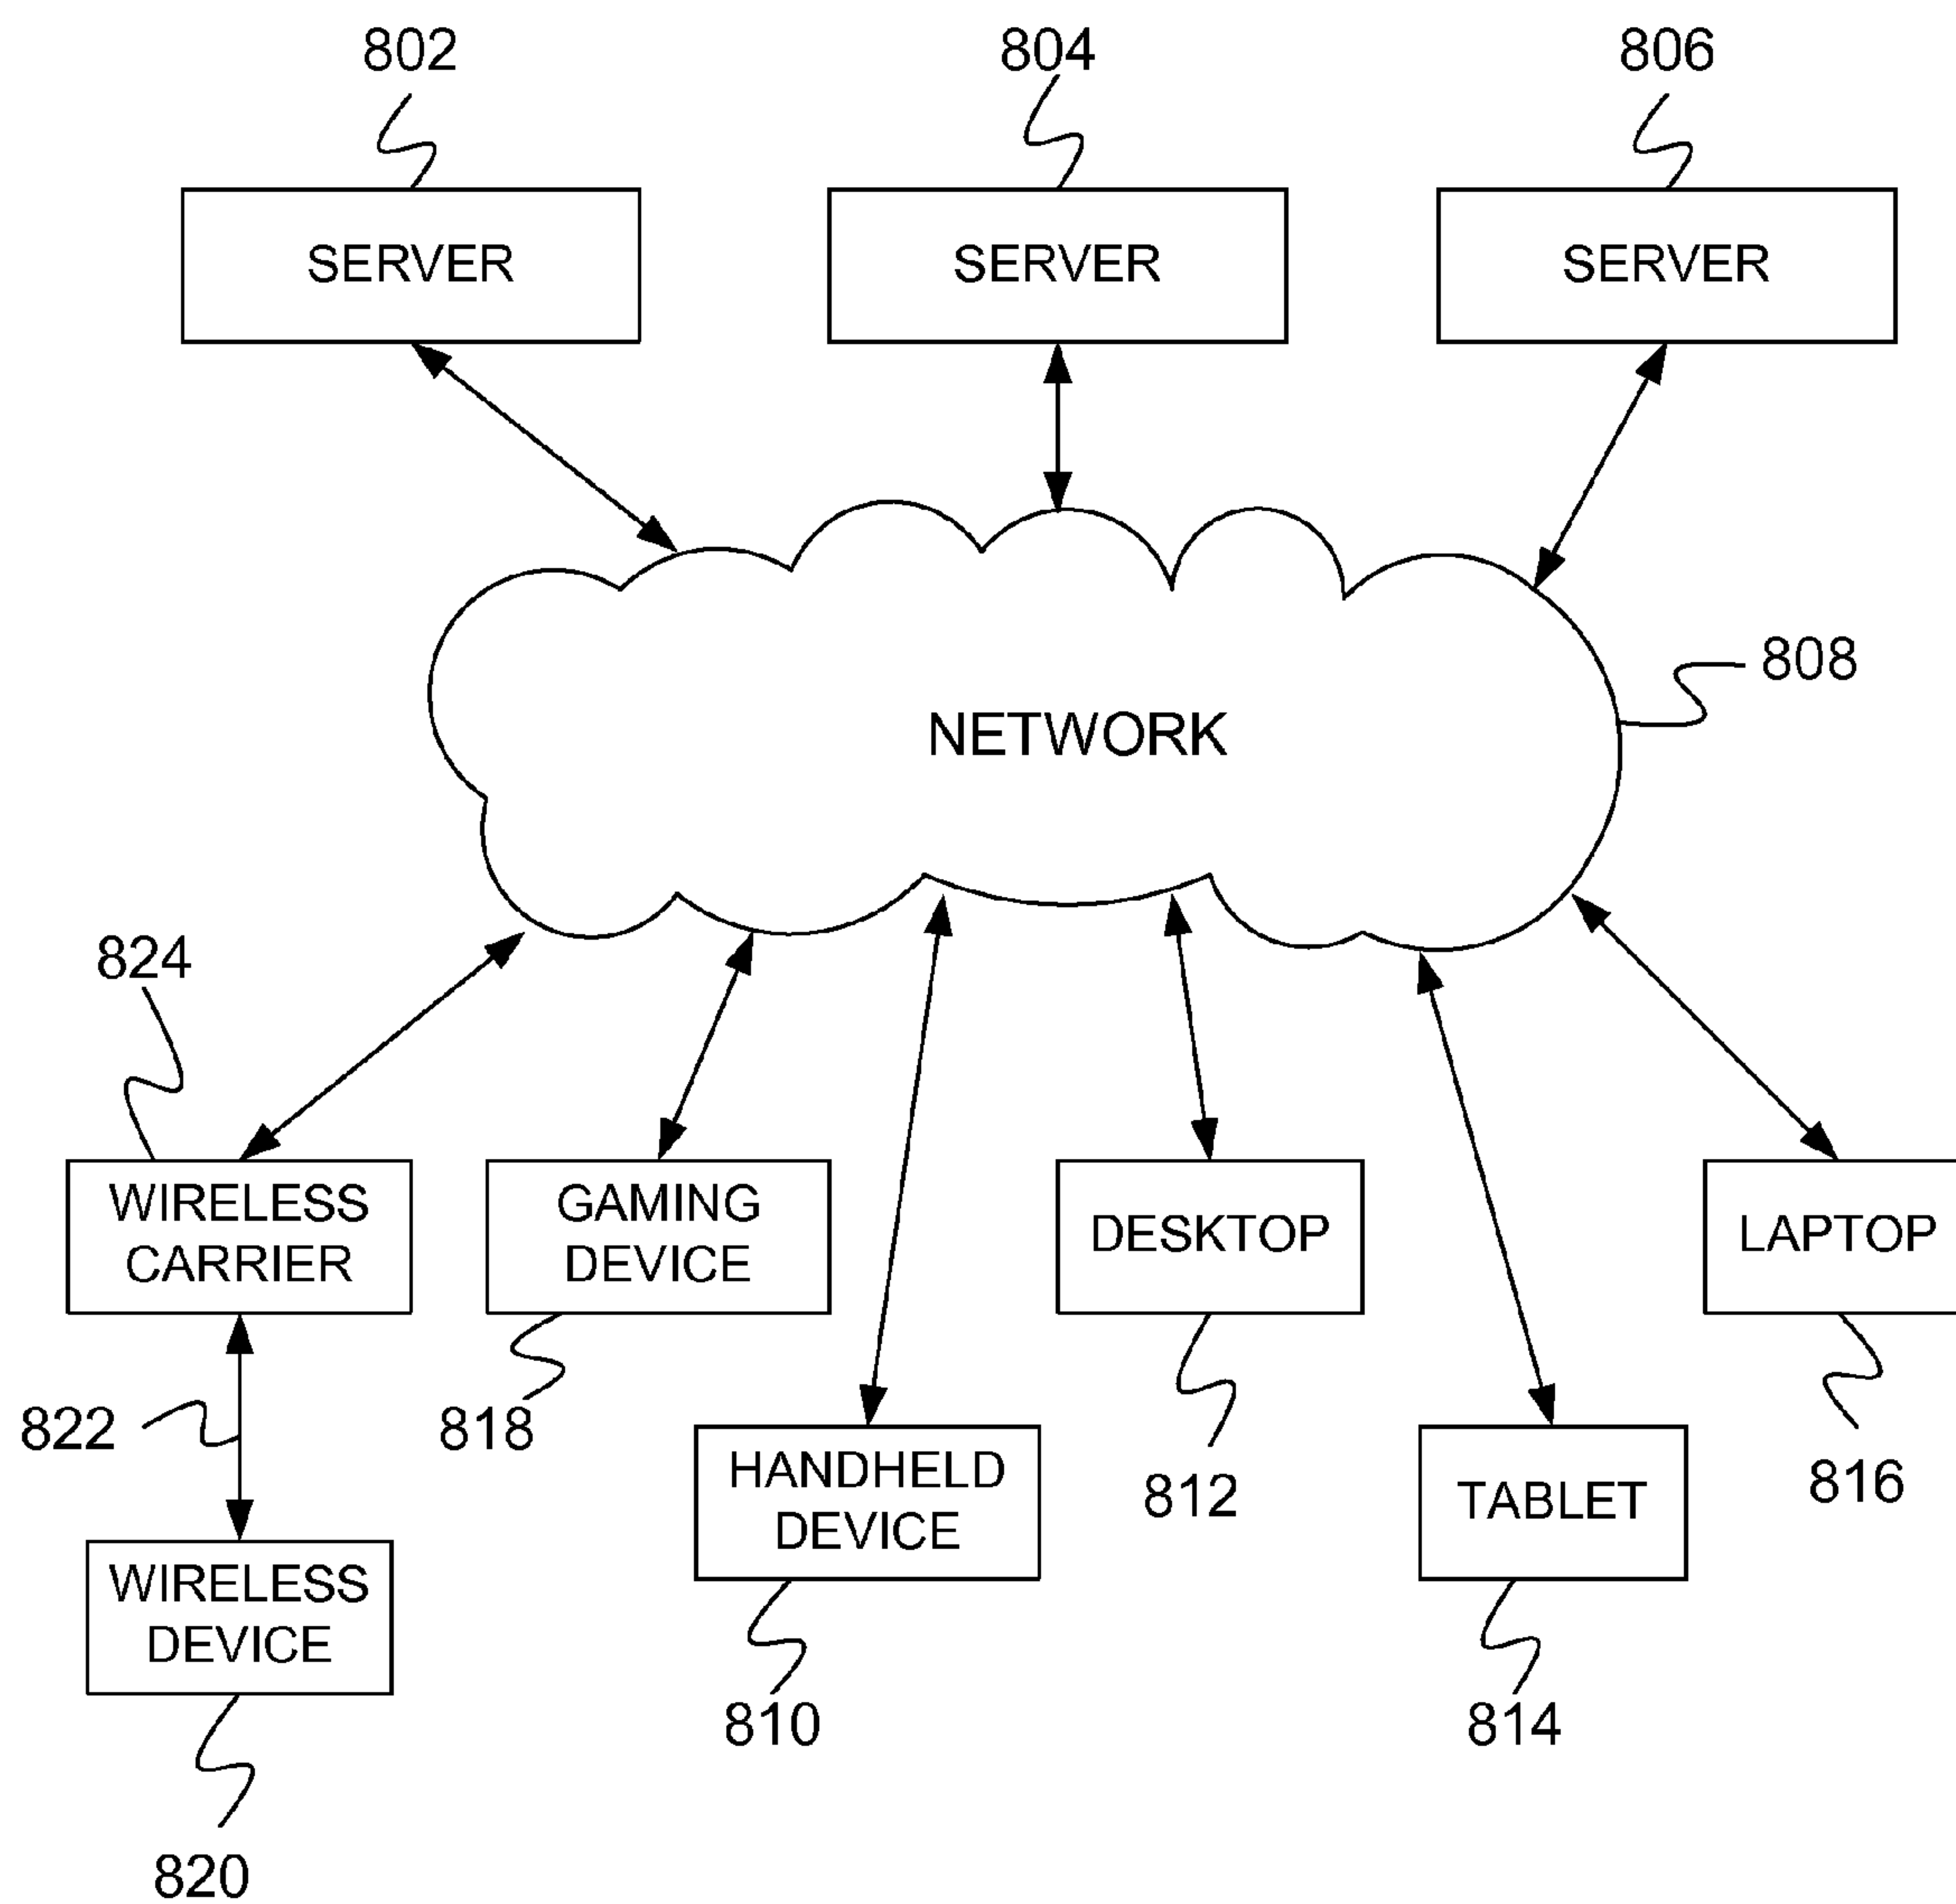 802
804
806
SERVER
SERVER
SERVER
808
NETWORK
824
WIRELESS
CARRIER
GAMING
DEVICE
DESKTOP
LAPTOP
822
818
HANDHELD
DEVICE
812
TABLET
816
WIRELESS
DEVICE
810
814
820